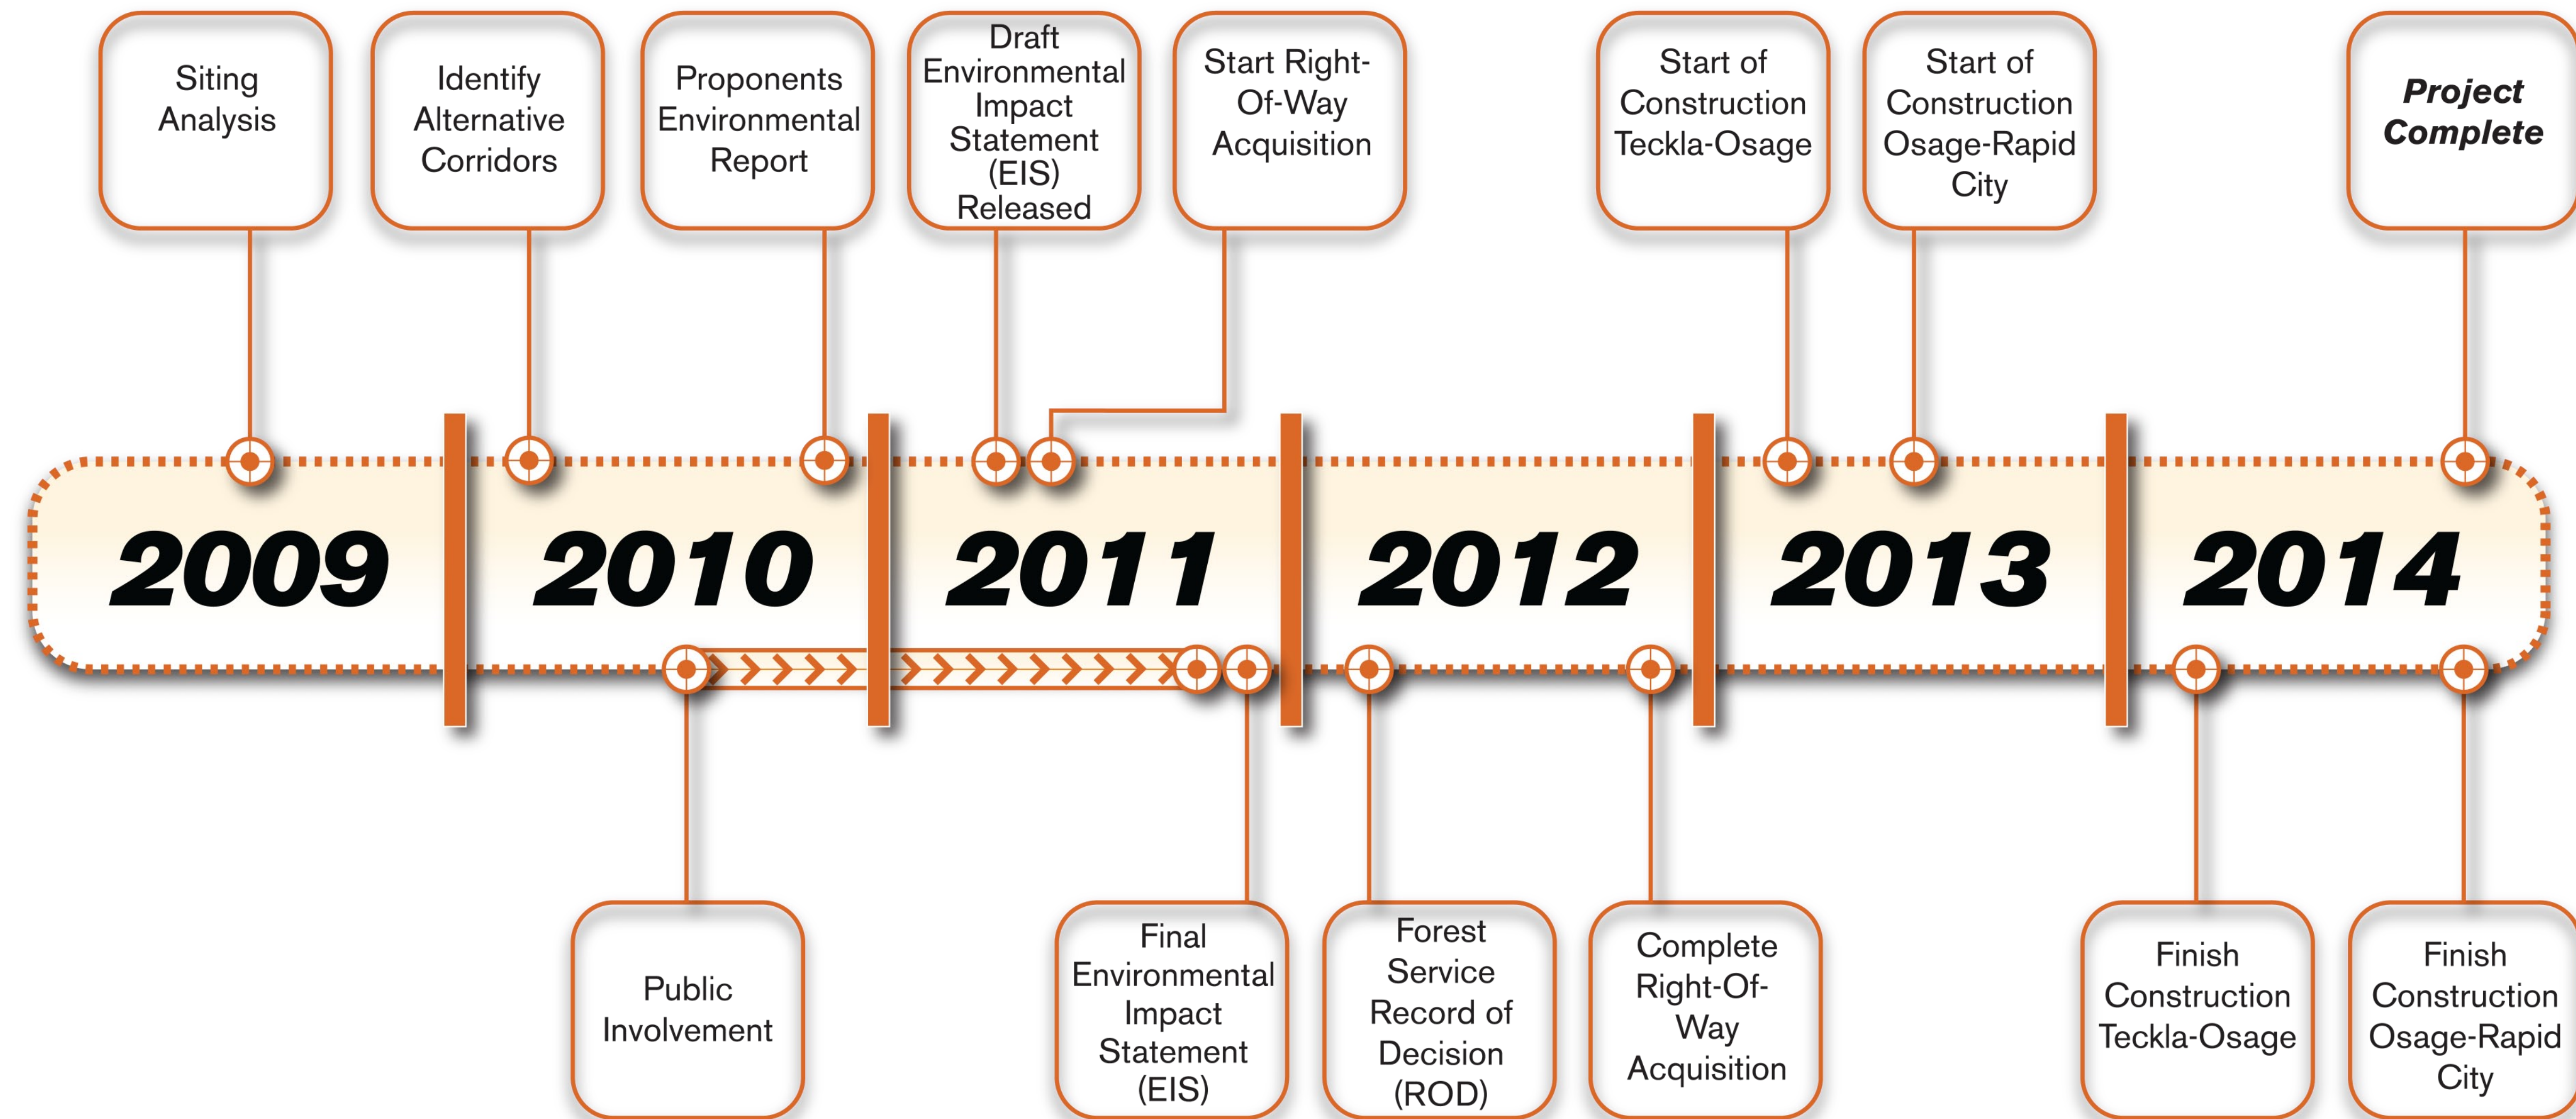 Siting
Analysis
Identify
Alternative
Corridors
Proponents
Environmental
Report
Draft
Environmental
Impact
Statement
(EIS)
Released
Start Right-
Of-Way
Acquisition
Start of
Construction
Teckla-Osage
Start of
Construction
Osage-Rapid
City
Project
Complete
2009
2010
2011
2012
2013
2014
Public
Involvement
Final
Environmental
Impact
Statement
(EIS)
Forest
Service
Record of
Decision
(ROD)
Complete
Right-Of-
Way
Acquisition
Finish
Construction
Teckla-Osage
Finish
Construction
Osage-Rapid
City